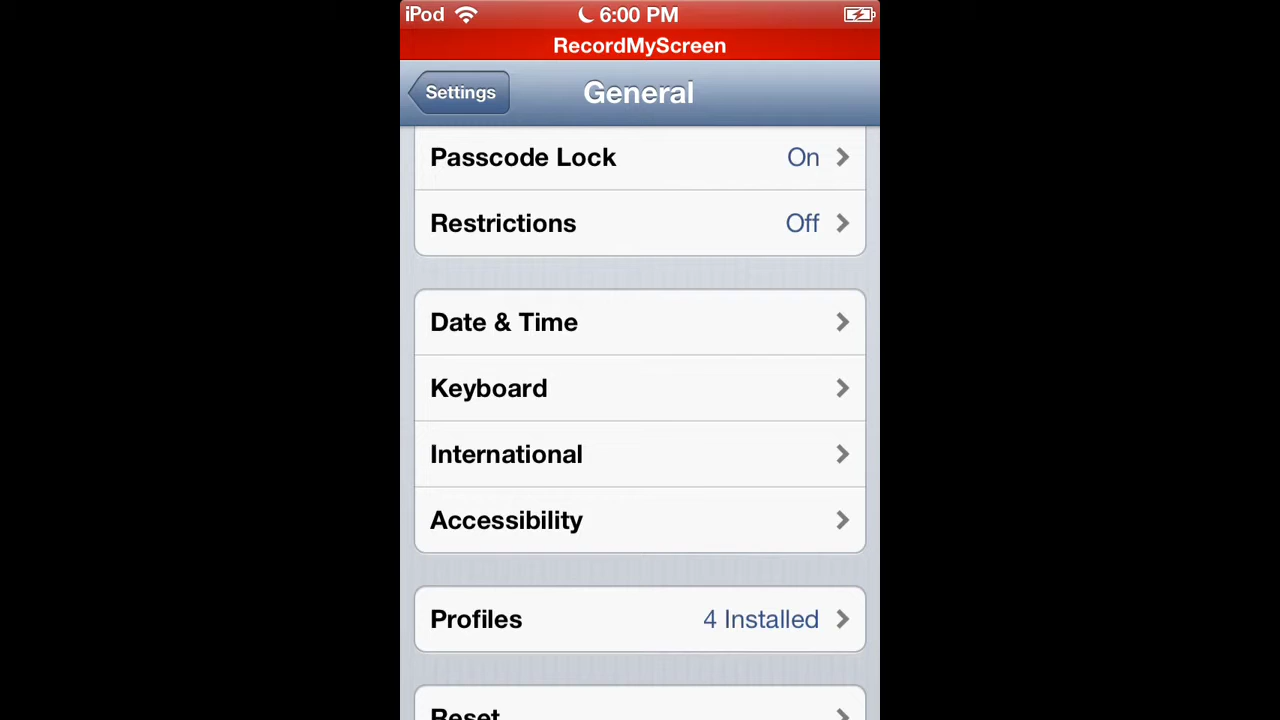 iPod 6:00 PM
RecordMyScreen
Settings General
Passcode Lock On
Restrictions Off
Date & Time
Keyboard
International
Accessibility
Profiles 4 Installed
Reset